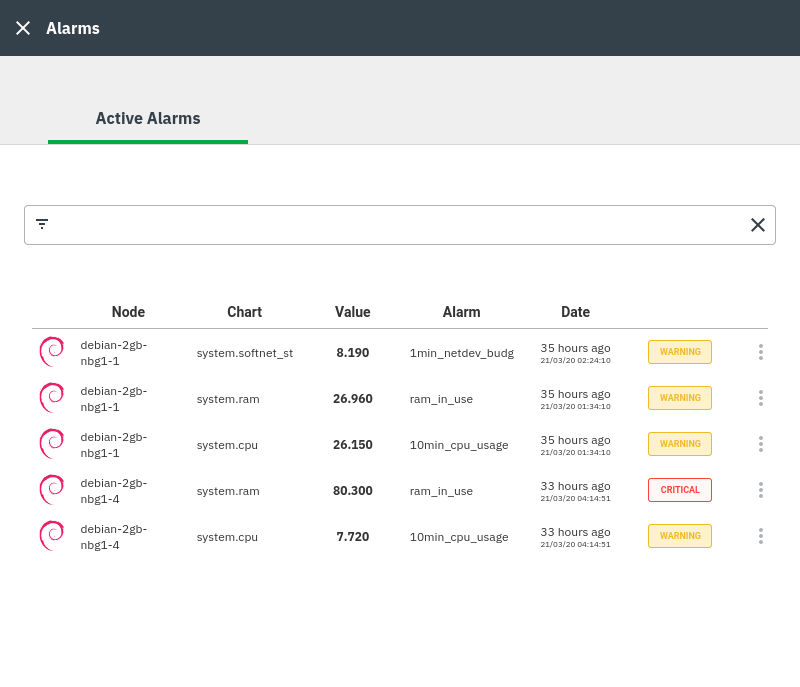 Alarms
Active Alarms
Node Chart Value Alarm Date
debian-2gb-
nbg1-1
system.softnet_st 8.190 1min_netdev_budg 35 hours ago
21/03/20 02:24:10
WARNING
debian-2gb-
nbg1-1
system.ram 26.960 ram_in_use 35 hours ago
21/03/20 01:34:10
WARNING
debian-2gb-
nbg1-1
system.cpu 26.150 10min_cpu_usage 35 hours ago
21/03/20 01:34:10
WARNING
debian-2gb-
nbg1-4
system.ram 80.300 ram_in_use 33 hours ago
21/03/20 04:14:51
CRITICAL
debian-2gb-
nbg1-4
system.cpu 7.720 10min_cpu_usage 33 hours ago
21/03/20 04:14:51
WARNING